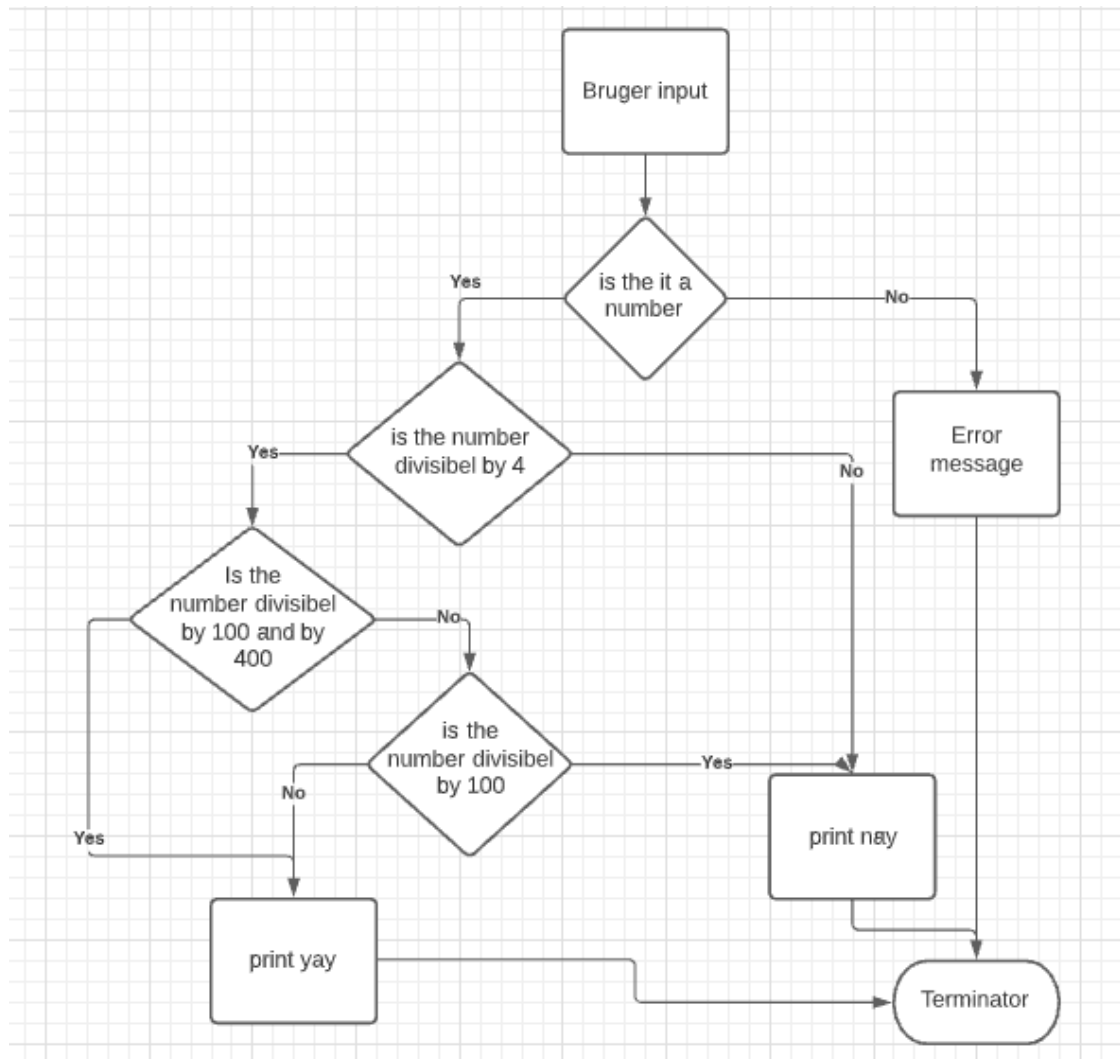 Bruger input
is the it a
number
Yes
No
is the number
divisibel by 4
Yes
No
Error
message
Is the
number divisibel
by 100 and by
400
No
is the
number divisibel
by 100
Yes
No
Yes
print nay
print yay
Terminator